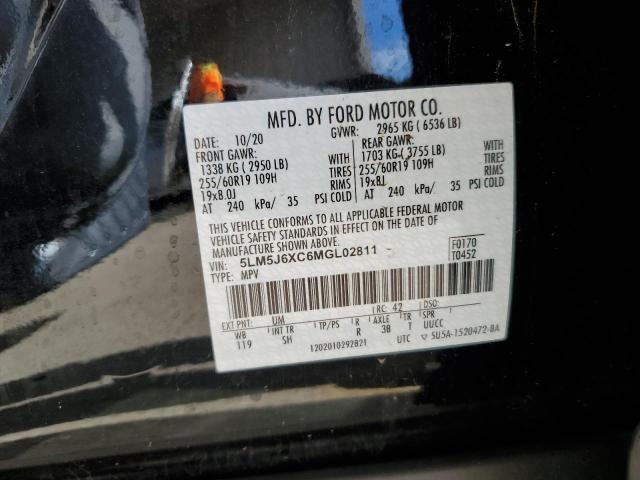 MFD. BY FORD MOTOR CO.
DATE: 10/20 GVWR: 2965 KG ( 6536 LB)
FRONT GAWR: REAR GAWR:
1338 KG ( 2950 LB) WITH 1703 KG ( 3755 LB) WITH
255/60R19 109H TIRES 255/60R19 109H TIRES
19x8.0J RIMS 19x8J RIMS
AT 240 kPa/ 35 PSI COLD AT 240 kPa/ 35 PSI COLD
THIS VEHICLE CONFORMS TO ALL APPLICABLE FEDERAL MOTOR
VEHICLE SAFETY STANDARDS IN EFFECT ON THE DATE OF
MANUFACTURE SHOWN ABOVE.
VIN: 5LM5J6XC6MGL02811 F0170
TYPE: MPV T0452
EXT PNT: UM RC: 42 DSO:
WB INT TR TP/PS R AXLE TR
119 SH R 3B T UUCC
1202010292821 UTC 5U5A-1520472-BA